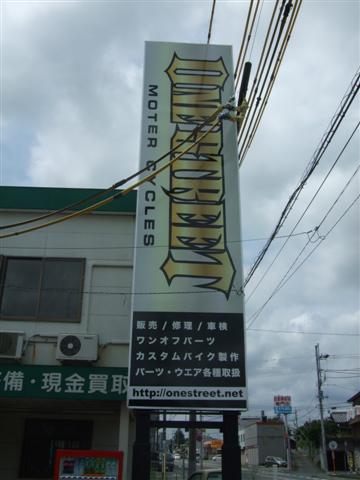 ONESTREET
MOTER CYCLES
販売/修理/車検
ワンオフパーツ
カスタムバイク製作
パーツ・ウエア各種取扱
http://onestreet.net
備・現金買取